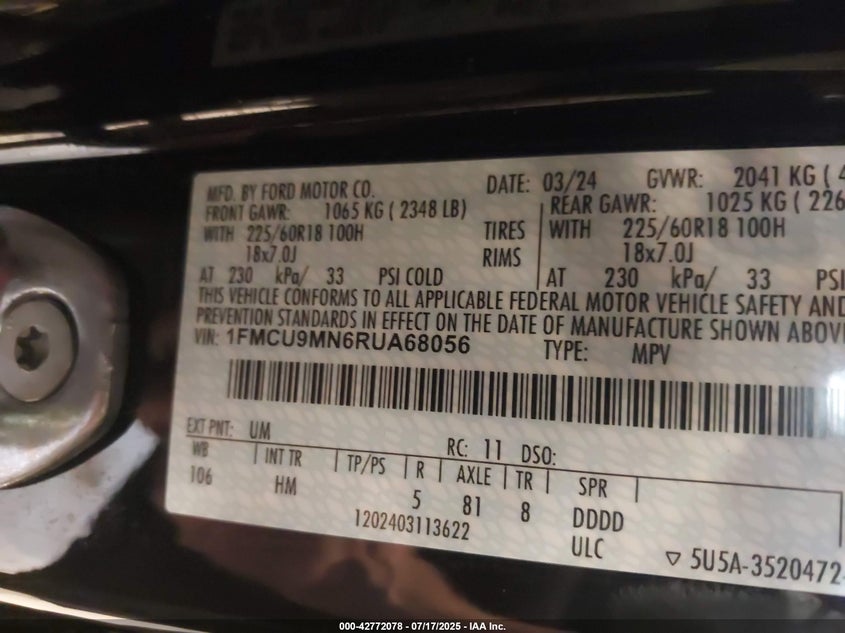 MFD. BY FORD MOTOR CO. DATE: 03/24 GVWR: 2041 KG ( 4
FRONT GAWR: 1065 KG ( 2348 LB) REAR GAWR: 1025 KG ( 226
WITH 225/60R18 100H TIRES WITH 225/60R18 100H
18x7.0J RIMS 18x7.0J
AT 230 kPa/ 33 PSI COLD AT 230 kPa/ 33 PSI
THIS VEHICLE CONFORMS TO ALL APPLICABLE FEDERAL MOTOR VEHICLE SAFETY AND
PREVENTION STANDARDS IN EFFECT ON THE DATE OF MANUFACTURE SHOWN ABOV
VIN: 1FMCU9MN6RUA68056 TYPE: MPV
EXT PNT: UM RC: 11 DSO:
WB INT TR TP/PS R AXLE TR SPR
106 HM 5 81 8 DDDD
1202403113622 ULC ▽ 5U5A-3520472-
000-42772078 / 07/17/2025 - IAA Inc.